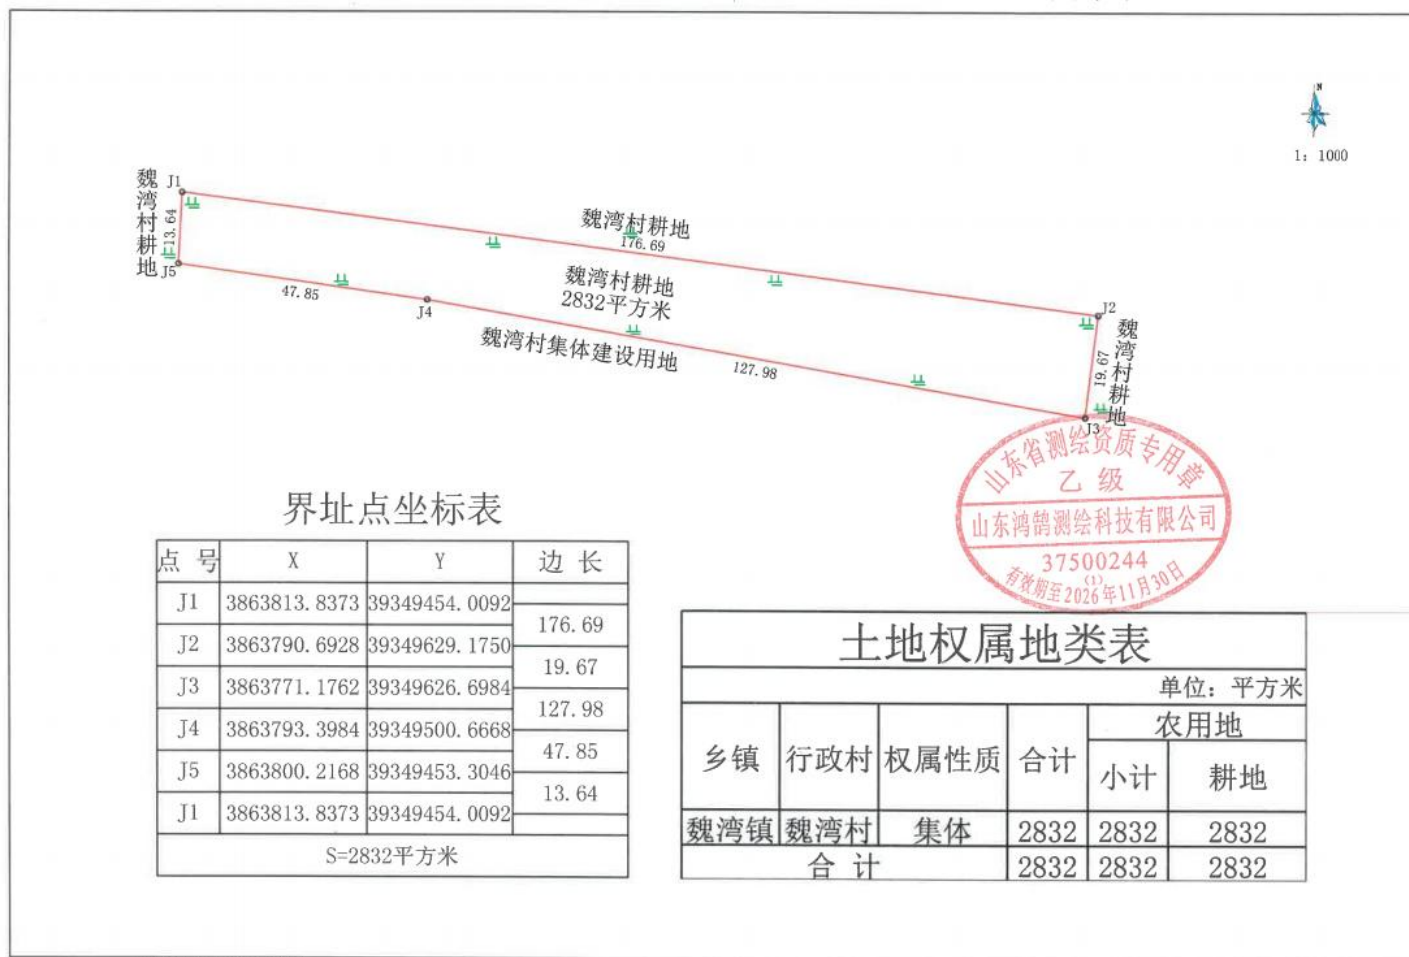 N
1: 1000
魏湾村耕地
J1
13.64
J5
魏湾村耕地
176.69
魏湾村耕地
2832平方米
47.85
J4
魏湾村集体建设用地
127.98
J2
魏湾村耕地
19.67
J3
山东省测绘资质专用章
乙级
山东鸿鹄测绘科技有限公司
37500244
(1)
有效期至2026年11月30日
界址点坐标表
点 号 X Y 边 长
J1 3863813.8373 39349454.0092
176.69
J2 3863790.6928 39349629.1750
19.67
J3 3863771.1762 39349626.6984
127.98
J4 3863793.3984 39349500.6668
47.85
J5 3863800.2168 39349453.3046
13.64
J1 3863813.8373 39349454.0092
S=2832平方米
土地权属地类表
单位: 平方米
乡镇 行政村 权属性质 合计 农用地
小计 耕地
魏湾镇 魏湾村 集体 2832 2832 2832
合 计 2832 2832 2832